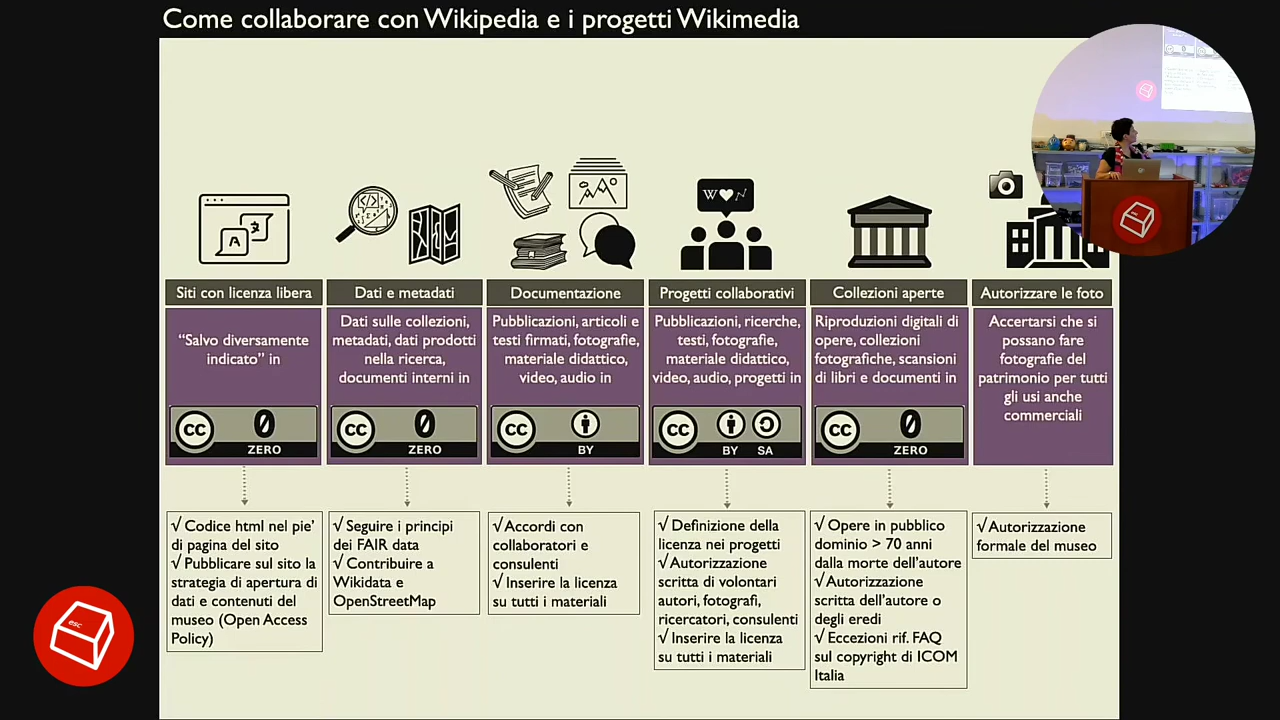 Come collaborare con Wikipedia e i progetti Wikimedia
W
Siti con licenza libera
“Salvo diversamente
indicato” in
CC
0
ZERO
√ Codice html nel pie’
di pagina del sito
√ Pubblicare sul sito la
strategia di apertura di
dati e contenuti del
museo (Open Access
Policy)
Dati e metadati
Dati sulle collezioni,
metadati, dati prodotti
nella ricerca,
documenti interni in
CC
0
ZERO
√ Seguire i principi
dei FAIR data
√ Contribuire a
Wikidata e
OpenStreetMap
Documentazione
Pubblicazioni, articoli e
testi firmati, fotografie,
materiale didattico,
video, audio in
CC
BY
√ Accordi con
collaboratori e
consulenti
√ Inserire la licenza
su tutti i materiali
Progetti collaborativi
Pubblicazioni, ricerche,
testi, fotografie,
materiale didattico,
video, audio, progetti in
CC
BY SA
√ Definizione della
licenza nei progetti
√ Autorizzazione
scritta di volontari
autori, fotografi,
ricercatori, consulenti
√ Inserire la licenza
su tutti i materiali
Collezioni aperte
Riproduzioni digitali di
opere, collezioni
fotografiche, scansioni
di libri e documenti in
CC
0
ZERO
√ Opere in pubblico
dominio > 70 anni
dalla morte dell’autore
√ Autorizzazione
scritta dell’autore o
degli eredi
√ Eccezioni rif. FAQ
sul copyright di ICOM
Italia
Autorizzare le foto
Accertarsi che si
possano fare
fotografie del
patrimonio per tutti
gli usi anche
commerciali
√ Autorizzazione
formale del museo
esc